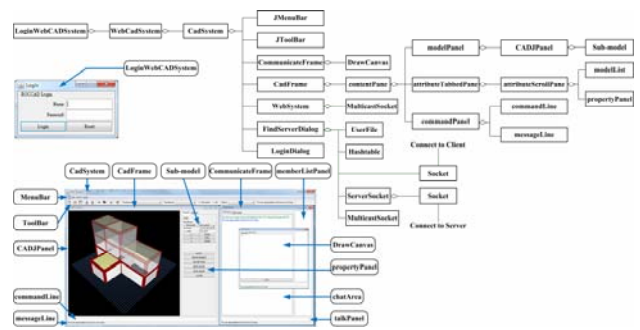 LoginWebCADSystem
WebCadSystem
CadSystem
JMenuBar
JToolBar
CommunicateFrame
DrawCanvas
CadFrame
contentPane
WebSystem
MulticastSocket
FindServerDialog
UserFile
LoginDialog
Hashtable
ServerSocket
MulticastSocket
modelPanel
CADJPanel
Sub-model
attributeTabbedPane
attributeScrollPane
modelList
propertyPanel
commandPanel
commandLine
messageLine
Connect to Client
Socket
Socket
Connect to Server
LoginWebCADSystem
Login
Login
Reset
CadSystem
CadFrame
Sub-model
CommunicateFrame
memberListPanel
MenuBar
ToolBar
CADJPanel
DrawCanvas
propertyPanel
chatArea
commandLine
messageLine
talkPanel